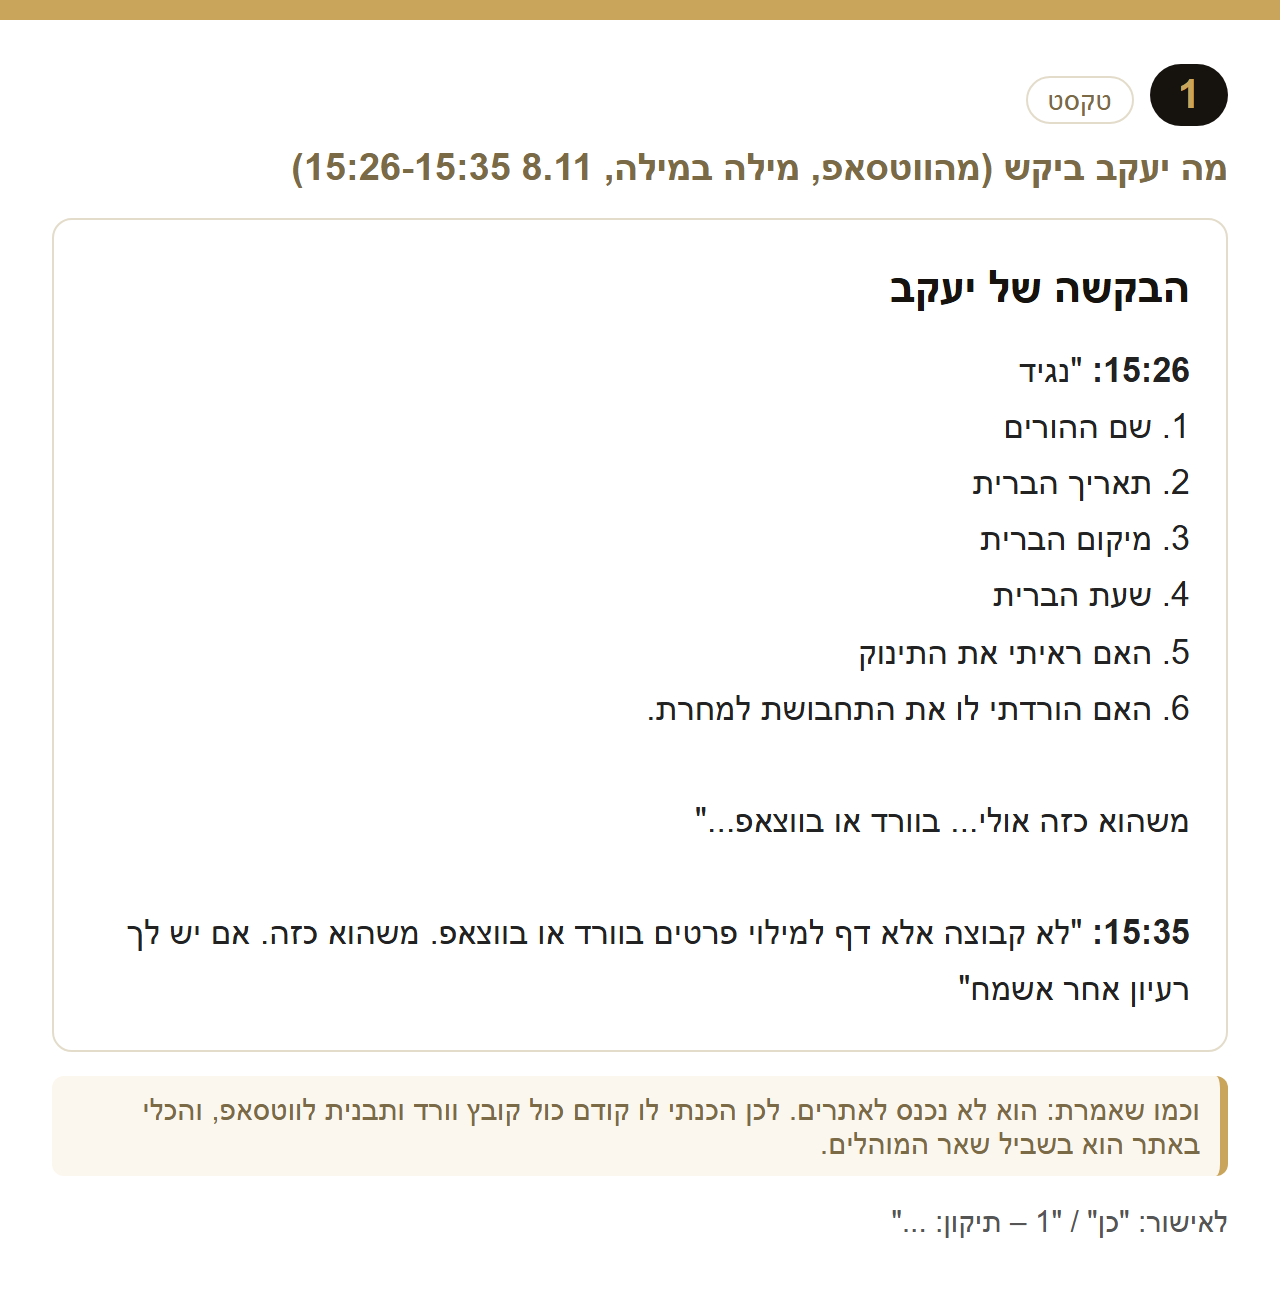 1
טקסט
מה יעקב ביקש (מהווטסאפ, מילה במילה, 8.11 15:26-15:35)
הבקשה של יעקב
15:26: "נגיד
1. שם ההורים
2. תאריך הברית
3. מיקום הברית
4. שעת הברית
5. האם ראיתי את התינוק
6. האם הורדתי לו את התחבושת למחרת.
משהוא כזה אולי... בוורד או בווצאפ..."
15:35: "לא קבוצה אלא דף למילוי פרטים בוורד או בווצאפ. משהוא כזה. אם יש לך
רעיון אחר אשמח"
וכמו שאמרת: הוא לא נכנס לאתרים. לכן הכנתי לו קודם כול קובץ וורד ותבנית לווטסאפ, והכלי
באתר הוא בשביל שאר המוהלים.
לאישור: "כן" / "1 – תיקון: ..."